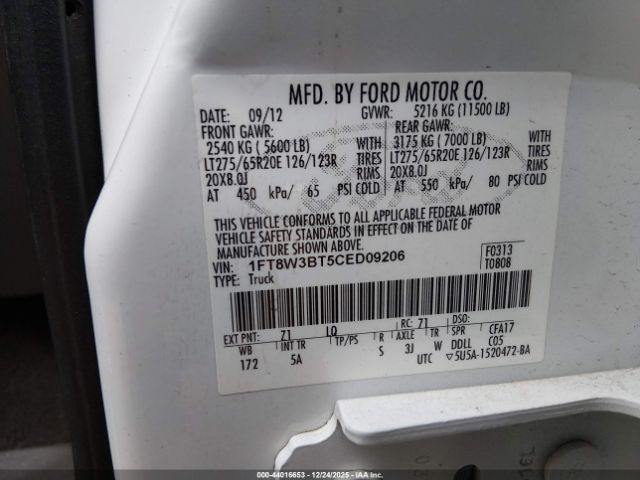 MFD. BY FORD MOTOR CO.
DATE: 09/12 GVWR: 5216 KG (11500 LB)
FRONT GAWR: REAR GAWR:
2540 KG ( 5600 LB) WITH 3175 KG ( 7000 LB) WITH
LT275/65R20E 126/123R TIRES LT275/65R20E 126/123R TIRES
20X8.0J RIMS 20X8.0J RIMS
AT 450 kPa/ 65 PSI COLD AT 550 kPa/ 80 PSI COLD
THIS VEHICLE CONFORMS TO ALL APPLICABLE FEDERAL MOTOR
VEHICLE SAFETY STANDARDS IN EFFECT ON THE DATE OF
MANUFACTURE SHOWN ABOVE.
VIN: 1FT8W3BT5CED09206 F0313
TYPE: Truck T0808
EXT PNT: 71 LQ RC: 71 DSO:
WB INT TR TP/PS R AXLE TR SPR CFA17
172 5A S 3J W DDLL C05
UTC ▽5U5A-1520472-BA
000-44016653 12/24/2025 - IAA Inc.